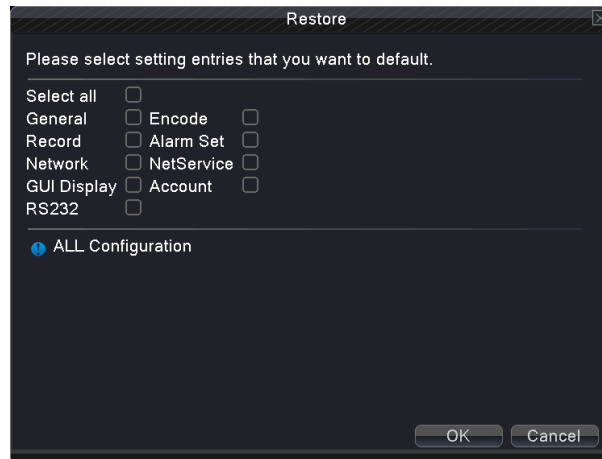 Restore
Please select setting entries that you want to default.
Select all
General Encode
Record Alarm Set
Network NetService
GUI Display Account
RS232
ALL Configuration
OK Cancel